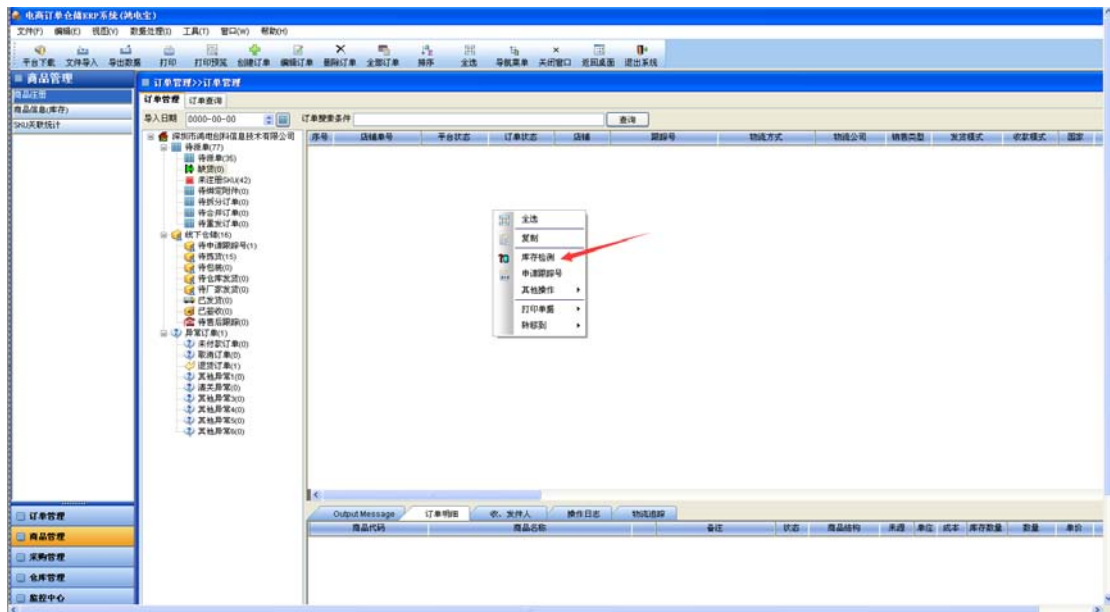 电商订单仓储ERP系统(鸿电宝)
文件(F) 编辑(E) 视图(V) 数据处理(D) 工具(T) 窗口(W) 帮助(H)
平台下载 文件导入 导出数据 打印 打印预览 创建订单 编辑订单 删除订单 全部订单 排序 全选 导航菜单 关闭窗口 返回桌面 退出系统
商品管理
商品注册
商品信息(库存)
SKU关联统计
订单管理>>订单管理
订单管理 订单查询
导入日期 0000-00-00 订单搜索条件 查询
深圳市鸿电创科信息技术有限公司
待派单(77)
待派单(35)
缺货(0)
未注册SKU(42)
待绑定附件(0)
待拆分订单(0)
待合并订单(0)
待重发订单(0)
线下仓储(16)
待申请跟踪号(1)
待拣货(15)
待包装(0)
待仓库发货(0)
待厂家发货(0)
已发货(0)
已签收(0)
待售后跟踪(0)
异常订单(1)
未付款订单(0)
取消订单(0)
退货订单(1)
其他异常1(0)
清关异常(0)
其他异常3(0)
其他异常4(0)
其他异常5(0)
其他异常6(0)
序号 店铺单号 平台状态 订单状态 店铺 跟踪号 物流方式 物流公司 销售类型 发货模式 收款模式 国家
全选
复制
库存检测
申请跟踪号
其他操作
打印单据
转移到
Output Message 订单明细 收、发件人 操作日志 物流追踪
商品代码 商品名称 备注 状态 商品结构 来源 单位 成本 库存数量 数量 单价
订单管理
商品管理
采购管理
仓库管理
监控中心